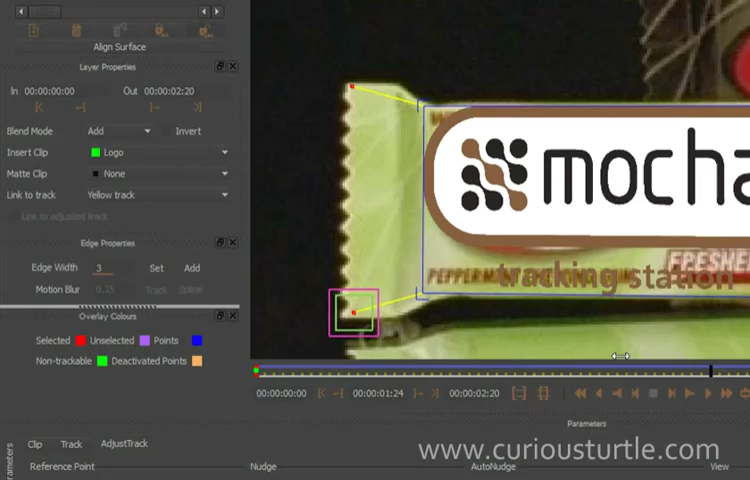 Align Surface
Layer Properties
In 00:00:00:00 Out 00:00:02:20
Blend Mode Add Invert
Insert Clip Logo
Matte Clip None
Link to track Yellow track
Link to adjusted track
Edge Properties
Edge Width 3 Set Add
Motion Blur 0.25 Track Spline
Overlay Colours
Selected Unselected Points
Non-trackable Deactivated Points
mocha
tracking station
PEPPERM
FRESHE
00:00:00:00 00:00:01:24 00:00:02:20
Parameters
Clip Track AdjustTrack
www.curiousturtle.com
rameters
Reference Point Nudge AutoNudge View